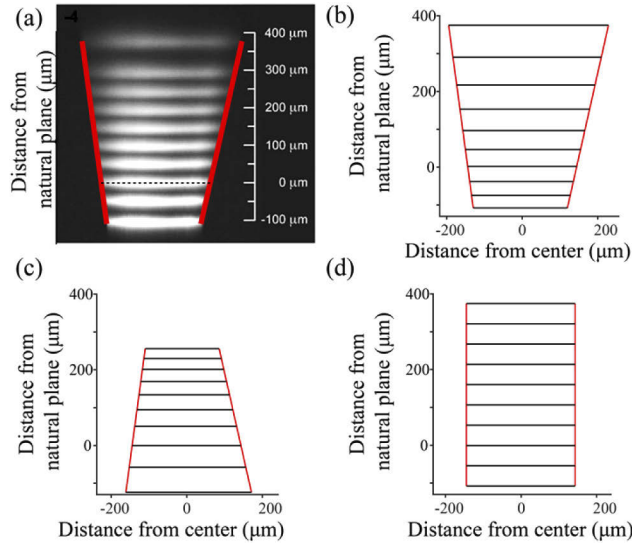 (a)
400 μm
300 μm
200 μm
100 μm
0 μm
-100 μm
Distance from
natural plane (μm)
(b)
400
200
0
Distance from
natural plane (μm)
-200
0
200
Distance from center (μm)
(c)
400
200
0
Distance from
natural plane (μm)
-200
0
200
Distance from center (μm)
(d)
400
200
0
Distance from
natural plane (μm)
-200
0
200
Distance from center (μm)